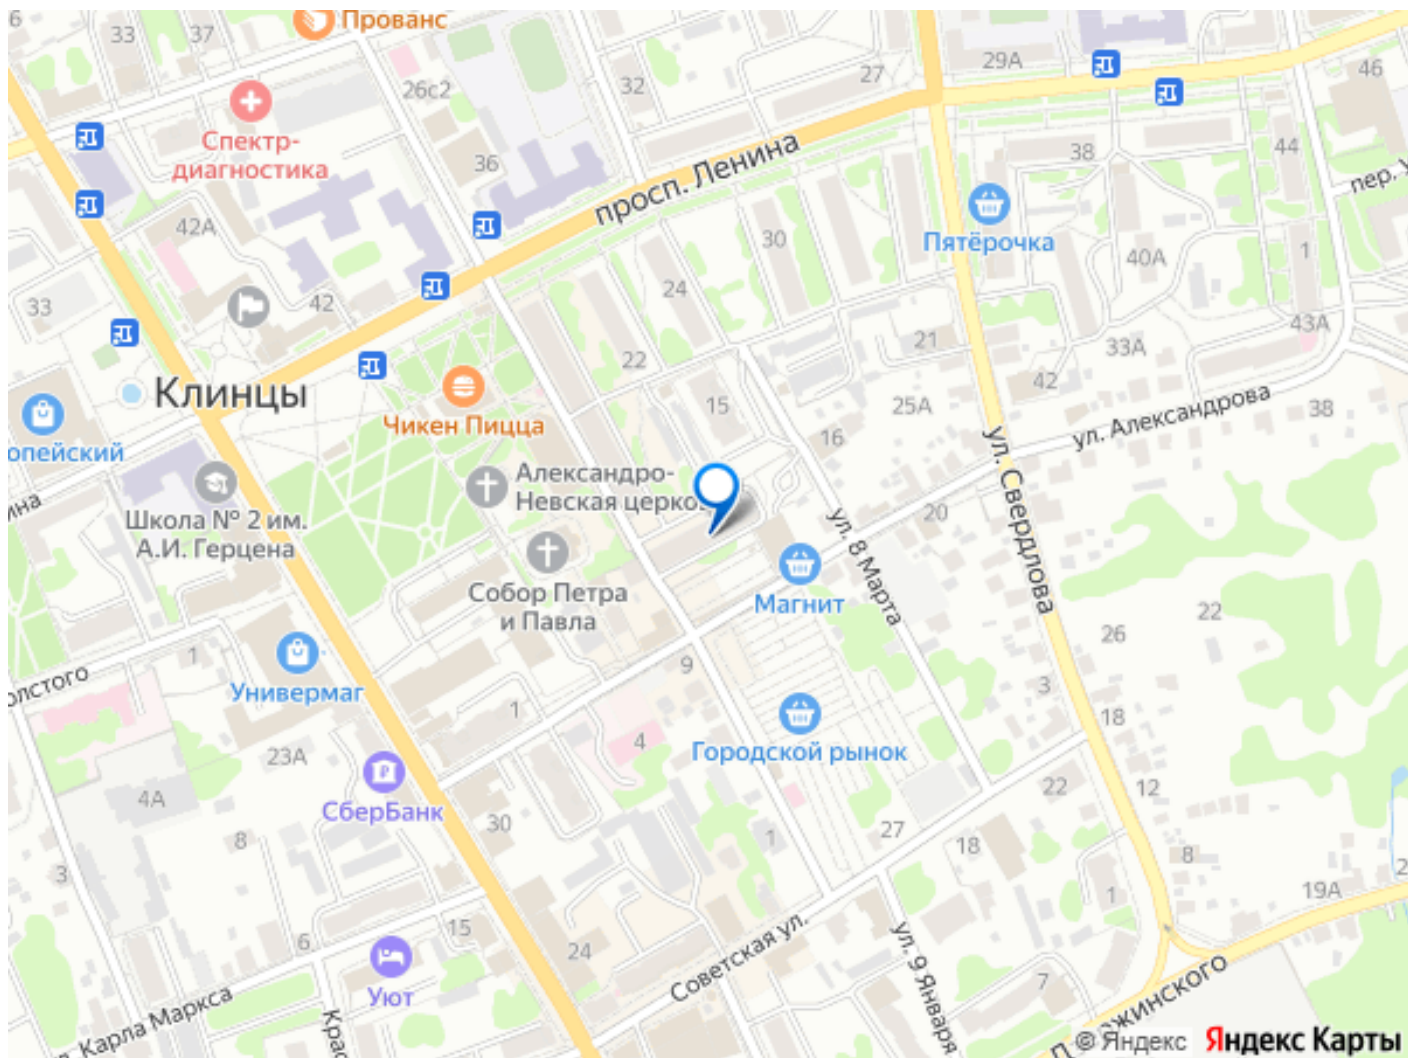 6
33
37
Прованс
26с2
32
27
29А
46
Спектр-
диагностика
36
просп. Ленина
38
44
пер. У
42А
Пятёрочка
30
40А
1
33
42
24
43А
22
21
33А
Клинцы
42
опейский
Чикен Пицца
15
25А
ул. Александрова
38
16
Александро-
Невская церко
ул. Свердлова
ина
Школа № 2 им.
А.И. Герцена
20
ул. 8 Марта
Собор Петра
и Павла
Магнит
22
26
1
олстого
Универмаг
9
3
18
1
4
Городской рынок
23А
4А
СберБанк
22
12
30
8
1
27
18
8
3
19А
2
1
15
6
24
Советская ул.
ул. 9 Января
7
Уют
л. Карла Маркса
Крас
ржинского
© Яндекс
Яндекс Карты